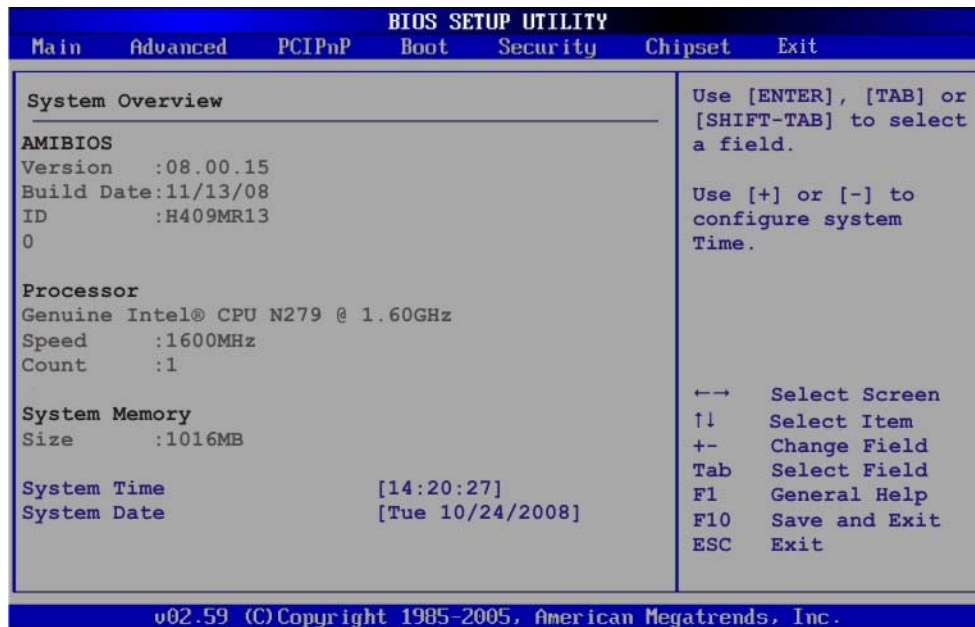 BIOS SETUP UTILITY
Main Advanced PCIPnP Boot Security Chipset Exit
System Overview
AMIBIOS
Version :08.00.15
Build Date:11/13/08
ID :H409MR13
0
Processor
Genuine Intel® CPU N279 @ 1.60GHz
Speed :1600MHz
Count :1
System Memory
Size :1016MB
System Time [14:20:27]
System Date [Tue 10/24/2008]
Use [ENTER], [TAB] or
[SHIFT-TAB] to select
a field.
Use [+] or [-] to
configure system
Time.
←→ Select Screen
↑↓ Select Item
+- Change Field
Tab Select Field
F1 General Help
F10 Save and Exit
ESC Exit
v02.59 (C)Copyright 1985-2005, American Megatrends, Inc.